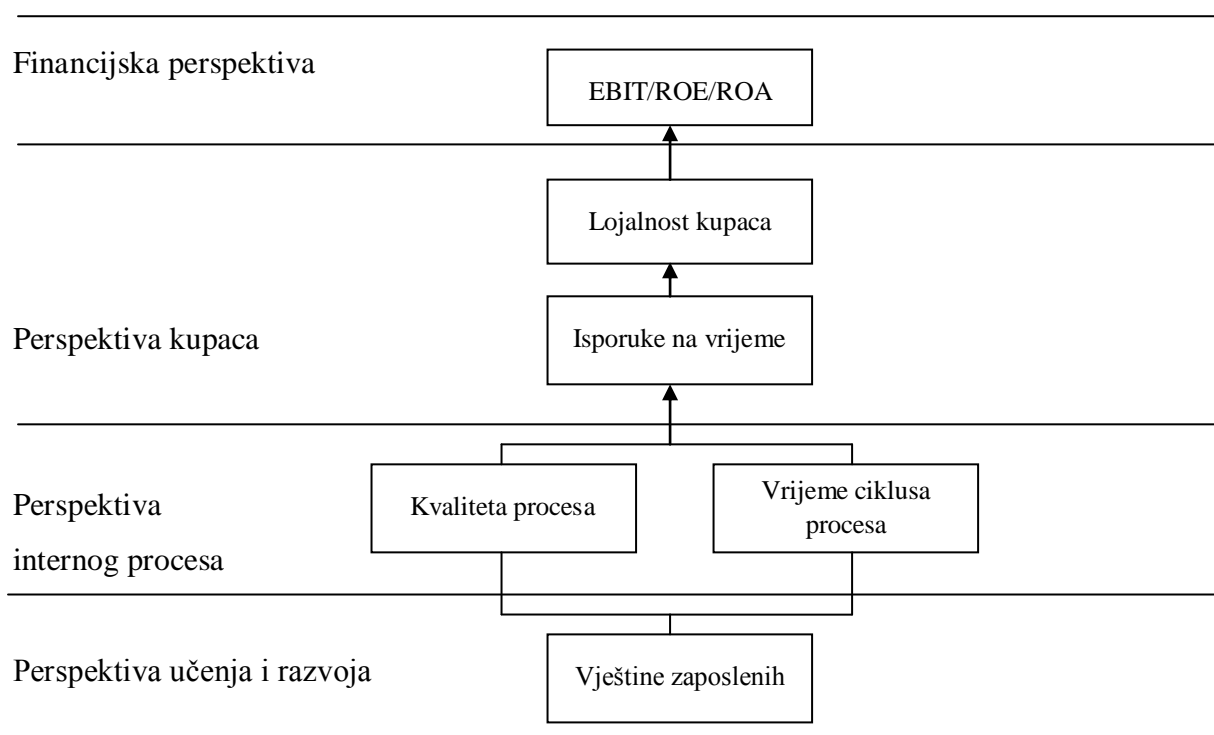 Financijska perspektiva
EBIT/ROE/ROA
Lojalnost kupaca
Perspektiva kupaca
Isporuke na vrijeme
Perspektiva
internog procesa
Kvaliteta procesa
Vrijeme ciklusa
procesa
Perspektiva učenja i razvoja
Vještine zaposlenih